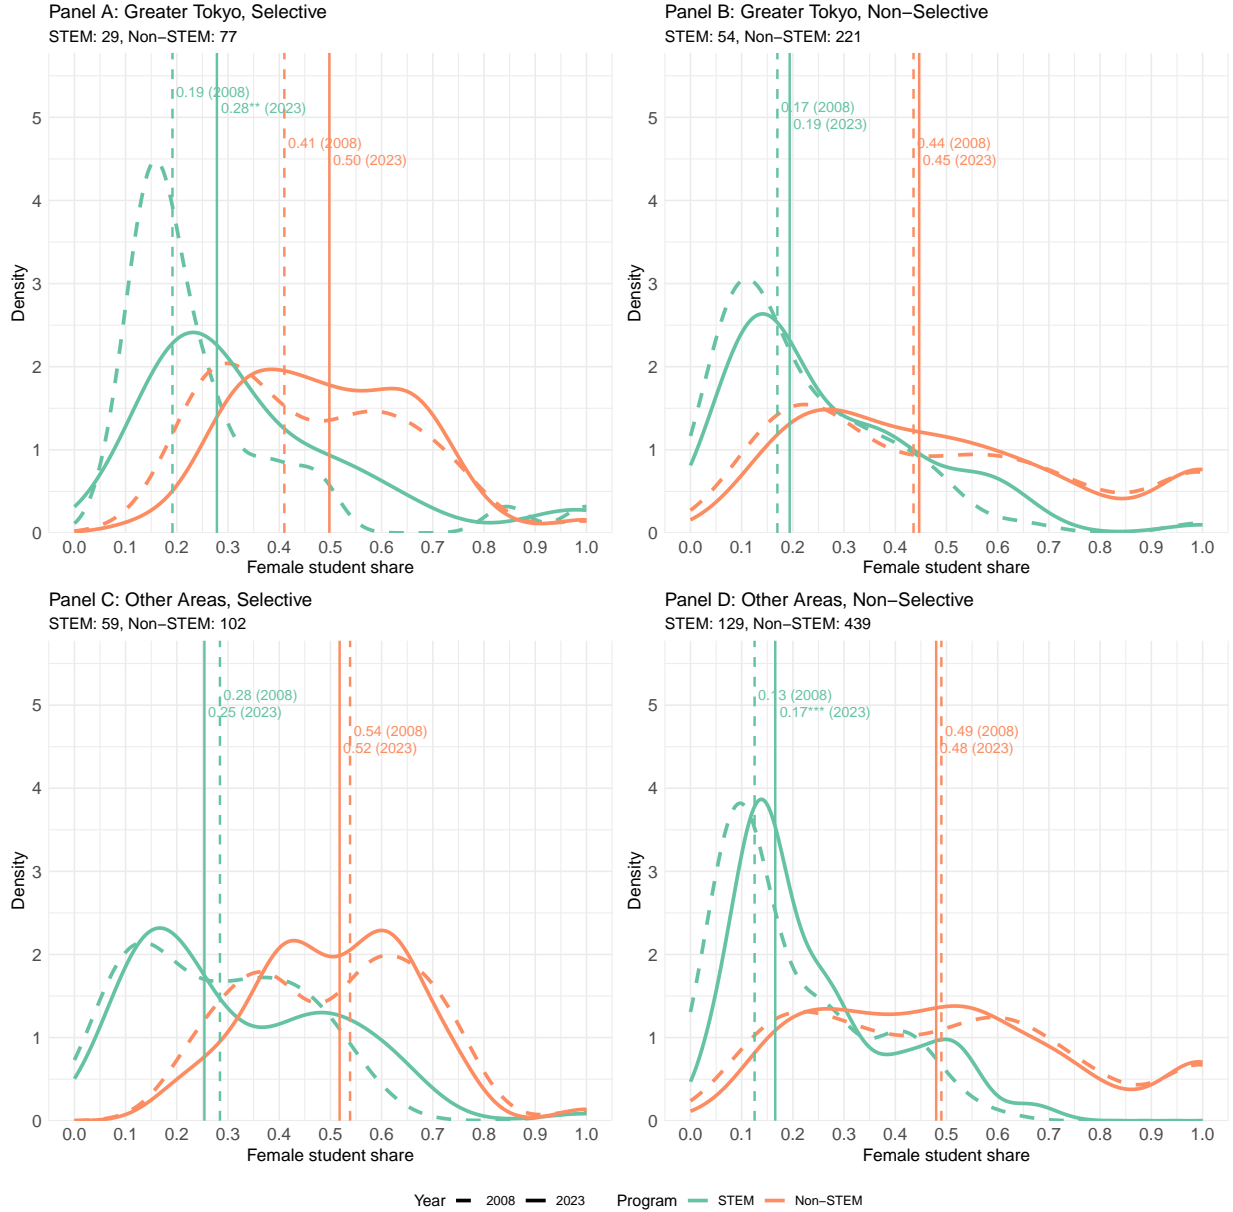 Panel A: Greater Tokyo, Selective
STEM: 29, Non−STEM: 77
0.19 (2008)
0.28** (2023)
0.41 (2008)
0.50 (2023)
Density
5
4
3
2
1
0
0.0 0.1 0.2 0.3 0.4 0.5 0.6 0.7 0.8 0.9 1.0
Female student share
Panel B: Greater Tokyo, Non−Selective
STEM: 54, Non−STEM: 221
0.17 (2008)
0.19 (2023)
0.44 (2008)
0.45 (2023)
Density
5
4
3
2
1
0
0.0 0.1 0.2 0.3 0.4 0.5 0.6 0.7 0.8 0.9 1.0
Female student share
Panel C: Other Areas, Selective
STEM: 59, Non−STEM: 102
0.28 (2008)
0.25 (2023)
0.54 (2008)
0.52 (2023)
Density
5
4
3
2
1
0
0.0 0.1 0.2 0.3 0.4 0.5 0.6 0.7 0.8 0.9 1.0
Female student share
Panel D: Other Areas, Non−Selective
STEM: 129, Non−STEM: 439
0.13 (2008)
0.17*** (2023)
0.49 (2008)
0.48 (2023)
Density
5
4
3
2
1
0
0.0 0.1 0.2 0.3 0.4 0.5 0.6 0.7 0.8 0.9 1.0
Female student share
Year 2008 2023 Program STEM Non−STEM